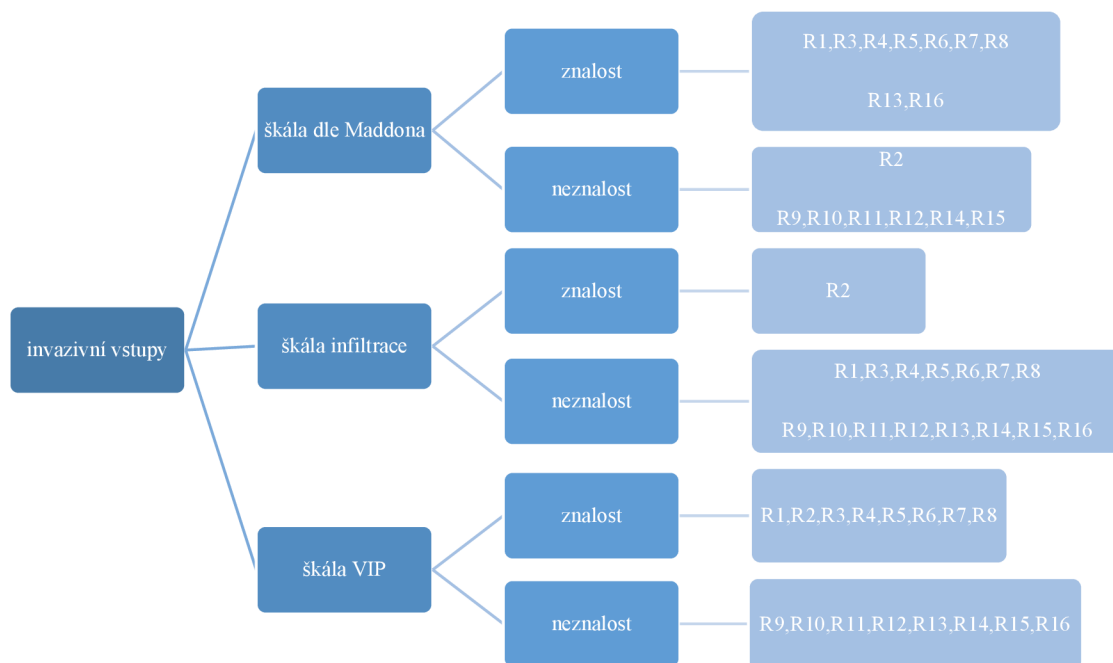 invazivní vstupy
škála dle Maddona
znalost
R1,R3,R4,R5,R6,R7,R8
R13,R16
neznalost
R2
R9,R10,R11,R12,R14,R15
škála infiltrace
znalost
R2
neznalost
R1,R3,R4,R5,R6,R7,R8
R9,R10,R11,R12,R13,R14,R15,R16
škála VIP
znalost
R1,R2,R3,R4,R5,R6,R7,R8
neznalost
R9,R10,R11,R12,R13,R14,R15,R16